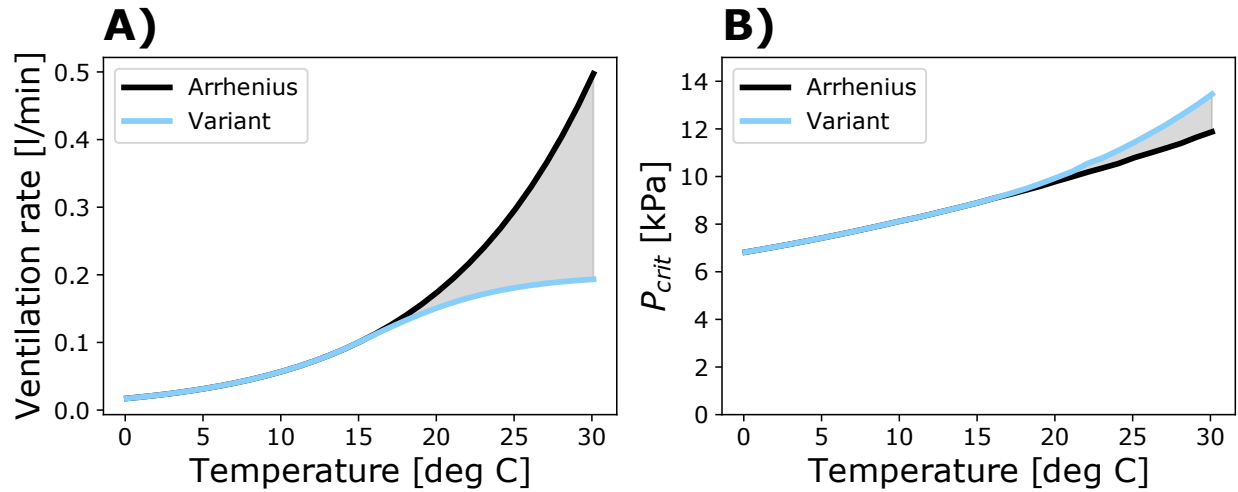 A)
Ventilation rate [l/min]
0.5
0.4
0.3
0.2
0.1
0.0
Arrhenius
Variant
0 5 10 15 20 25 30
Temperature [deg C]
B)
P_crit [kPa]
14
12
10
8
6
4
2
0
Arrhenius
Variant
0 5 10 15 20 25 30
Temperature [deg C]